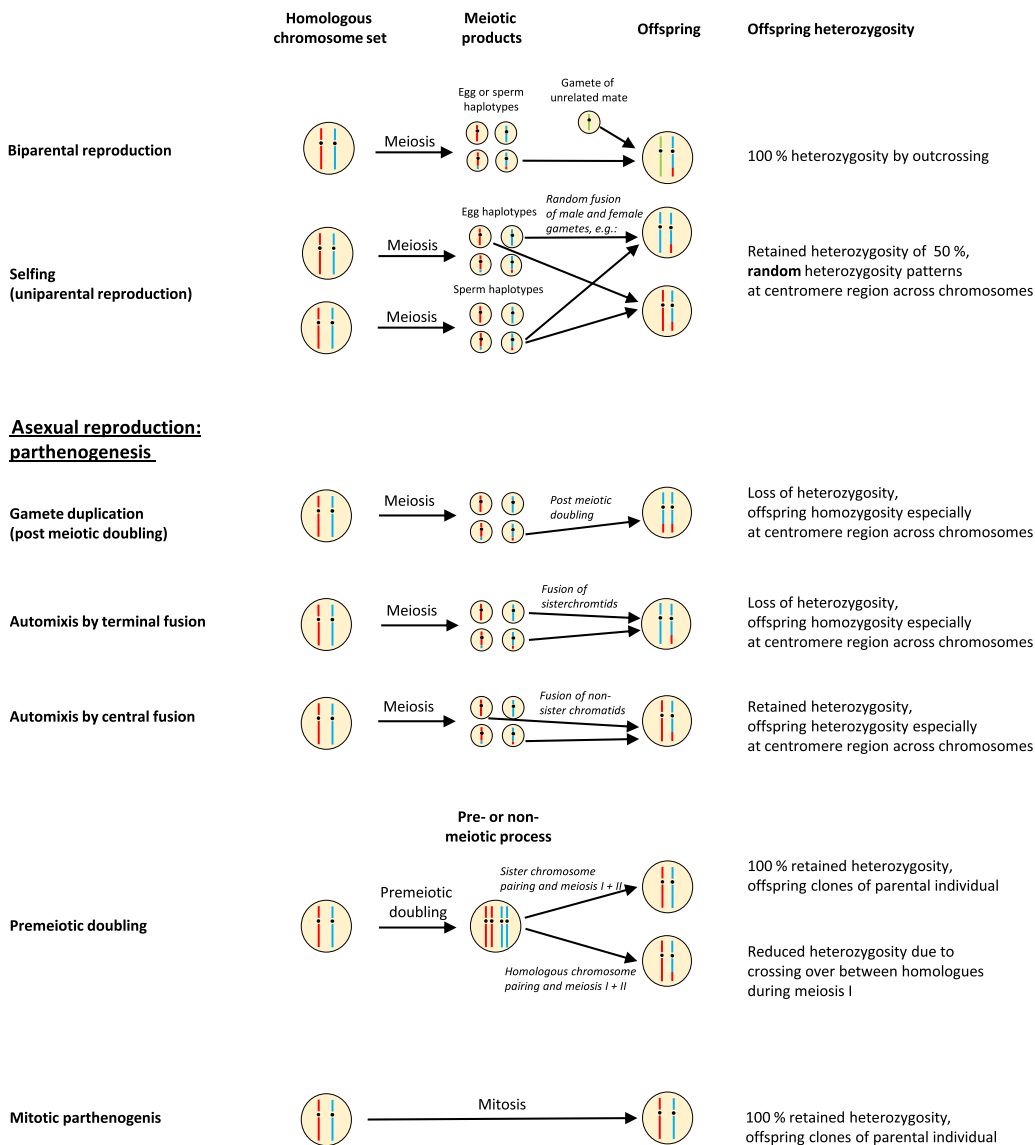 Homologous
chromosome set
Meiotic
products
Offspring
Offspring heterozygosity
Biparental reproduction
Meiosis
Egg or sperm
haplotypes
Gamete of
unrelated mate
100 % heterozygosity by outcrossing
Selfing
(uniparental reproduction)
Meiosis
Egg haplotypes
Random fusion
of male and female
gametes, e.g.:
Meiosis
Sperm haplotypes
Retained heterozygosity of 50 %,
random heterozygosity patterns
at centromere region across chromosomes
Asexual reproduction:
parthenogenesis
Gamete duplication
(post meiotic doubling)
Meiosis
Post meiotic
doubling
Loss of heterozygosity,
offspring homozygosity especially
at centromere region across chromosomes
Automixis by terminal fusion
Meiosis
Fusion of
sisterchromtids
Loss of heterozygosity,
offspring homozygosity especially
at centromere region across chromosomes
Automixis by central fusion
Meiosis
Fusion of non-
sister chromatids
Retained heterozygosity,
offspring heterozygosity especially
at centromere region across chromosomes
Pre- or non-
meiotic process
Premeiotic doubling
Premeiotic
doubling
Sister chromosome
pairing and meiosis I + II
100 % retained heterozygosity,
offspring clones of parental individual
Homologous chromosome
pairing and meiosis I + II
Reduced heterozygosity due to
crossing over between homologues
during meiosis I
Mitotic parthenogenis
Mitosis
100 % retained heterozygosity,
offspring clones of parental individual